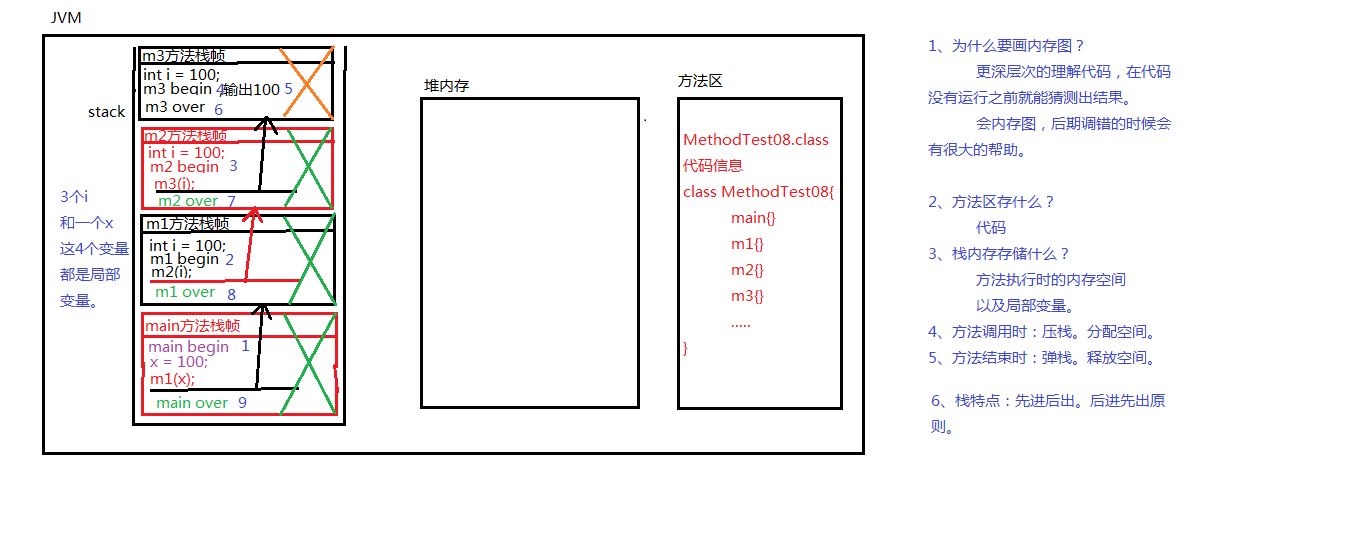 JVM
stack
m3方法栈帧
int i = 100;
m3 begin 4 ,输出100 5
m3 over 6
m2方法栈帧
int i = 100;
m2 begin 3
m3(i);
m2 over 7
m1方法栈帧
int i = 100;
m1 begin 2
m2(i);
m1 over 8
main方法栈帧
main begin 1
x = 100;
m1(x);
main over 9
3个i
和一个x
这4个变量
都是局部
变量。
堆内存
方法区
MethodTest08.class
代码信息
class MethodTest08{
main{}
m1{}
m2{}
m3{}
.....
}
1、为什么要画内存图？
更深层次的理解代码，在代码
没有运行之前就能猜测出结果。
会内存图，后期调错的时候会
有很大的帮助。
2、方法区存什么？
代码
3、栈内存存储什么？
方法执行时的内存空间
以及局部变量。
4、方法调用时：压栈。分配空间。
5、方法结束时：弹栈。释放空间。
6、栈特点：先进后出。后进先出原
则。